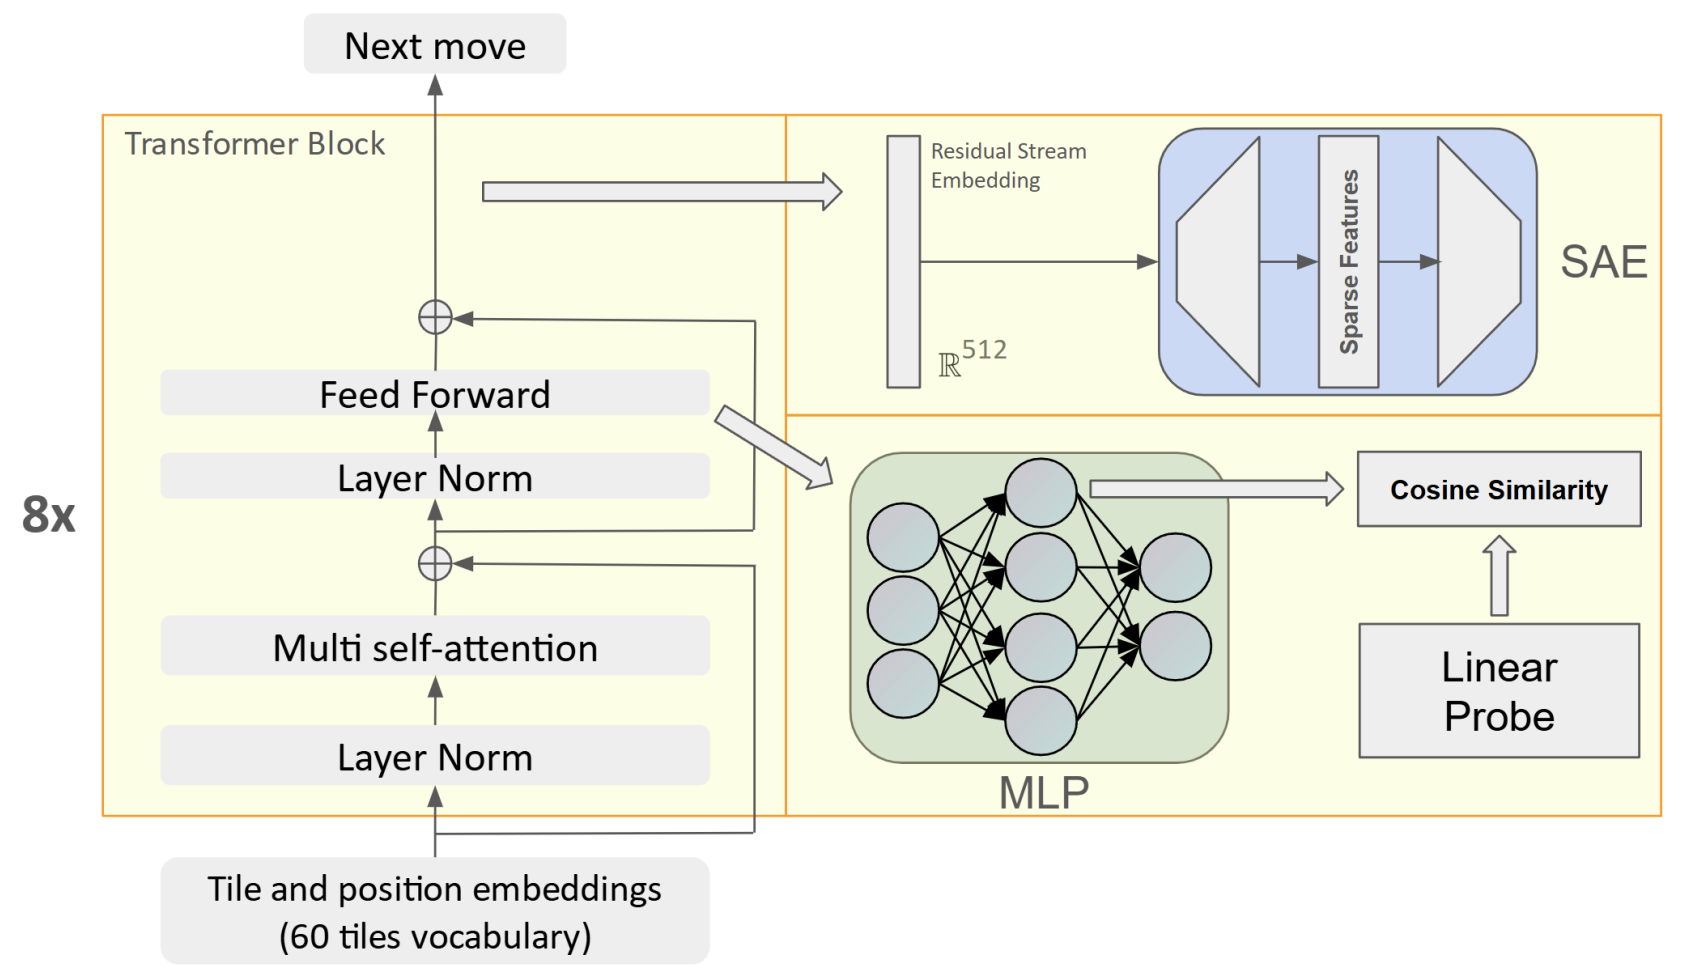 Next move
Transformer Block
Residual Stream
Embedding
ℝ^512
Sparse Features
SAE
Feed Forward
Layer Norm
8x
Multi self-attention
Layer Norm
Tile and position embeddings
(60 tiles vocabulary)
MLP
Cosine Similarity
Linear
Probe